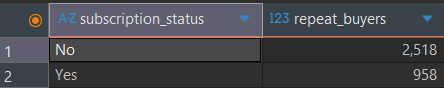 A-Z subscription_status 123 repeat_buyers
1 No 2,518
2 Yes 958